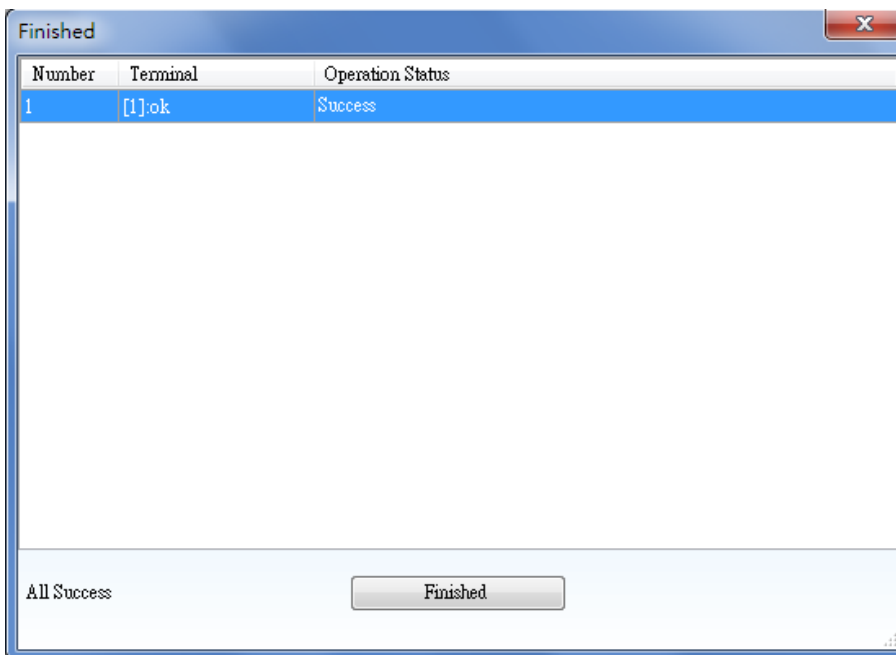 Finished
Number Terminal Operation Status
1 [1]:ok Success
All Success Finished